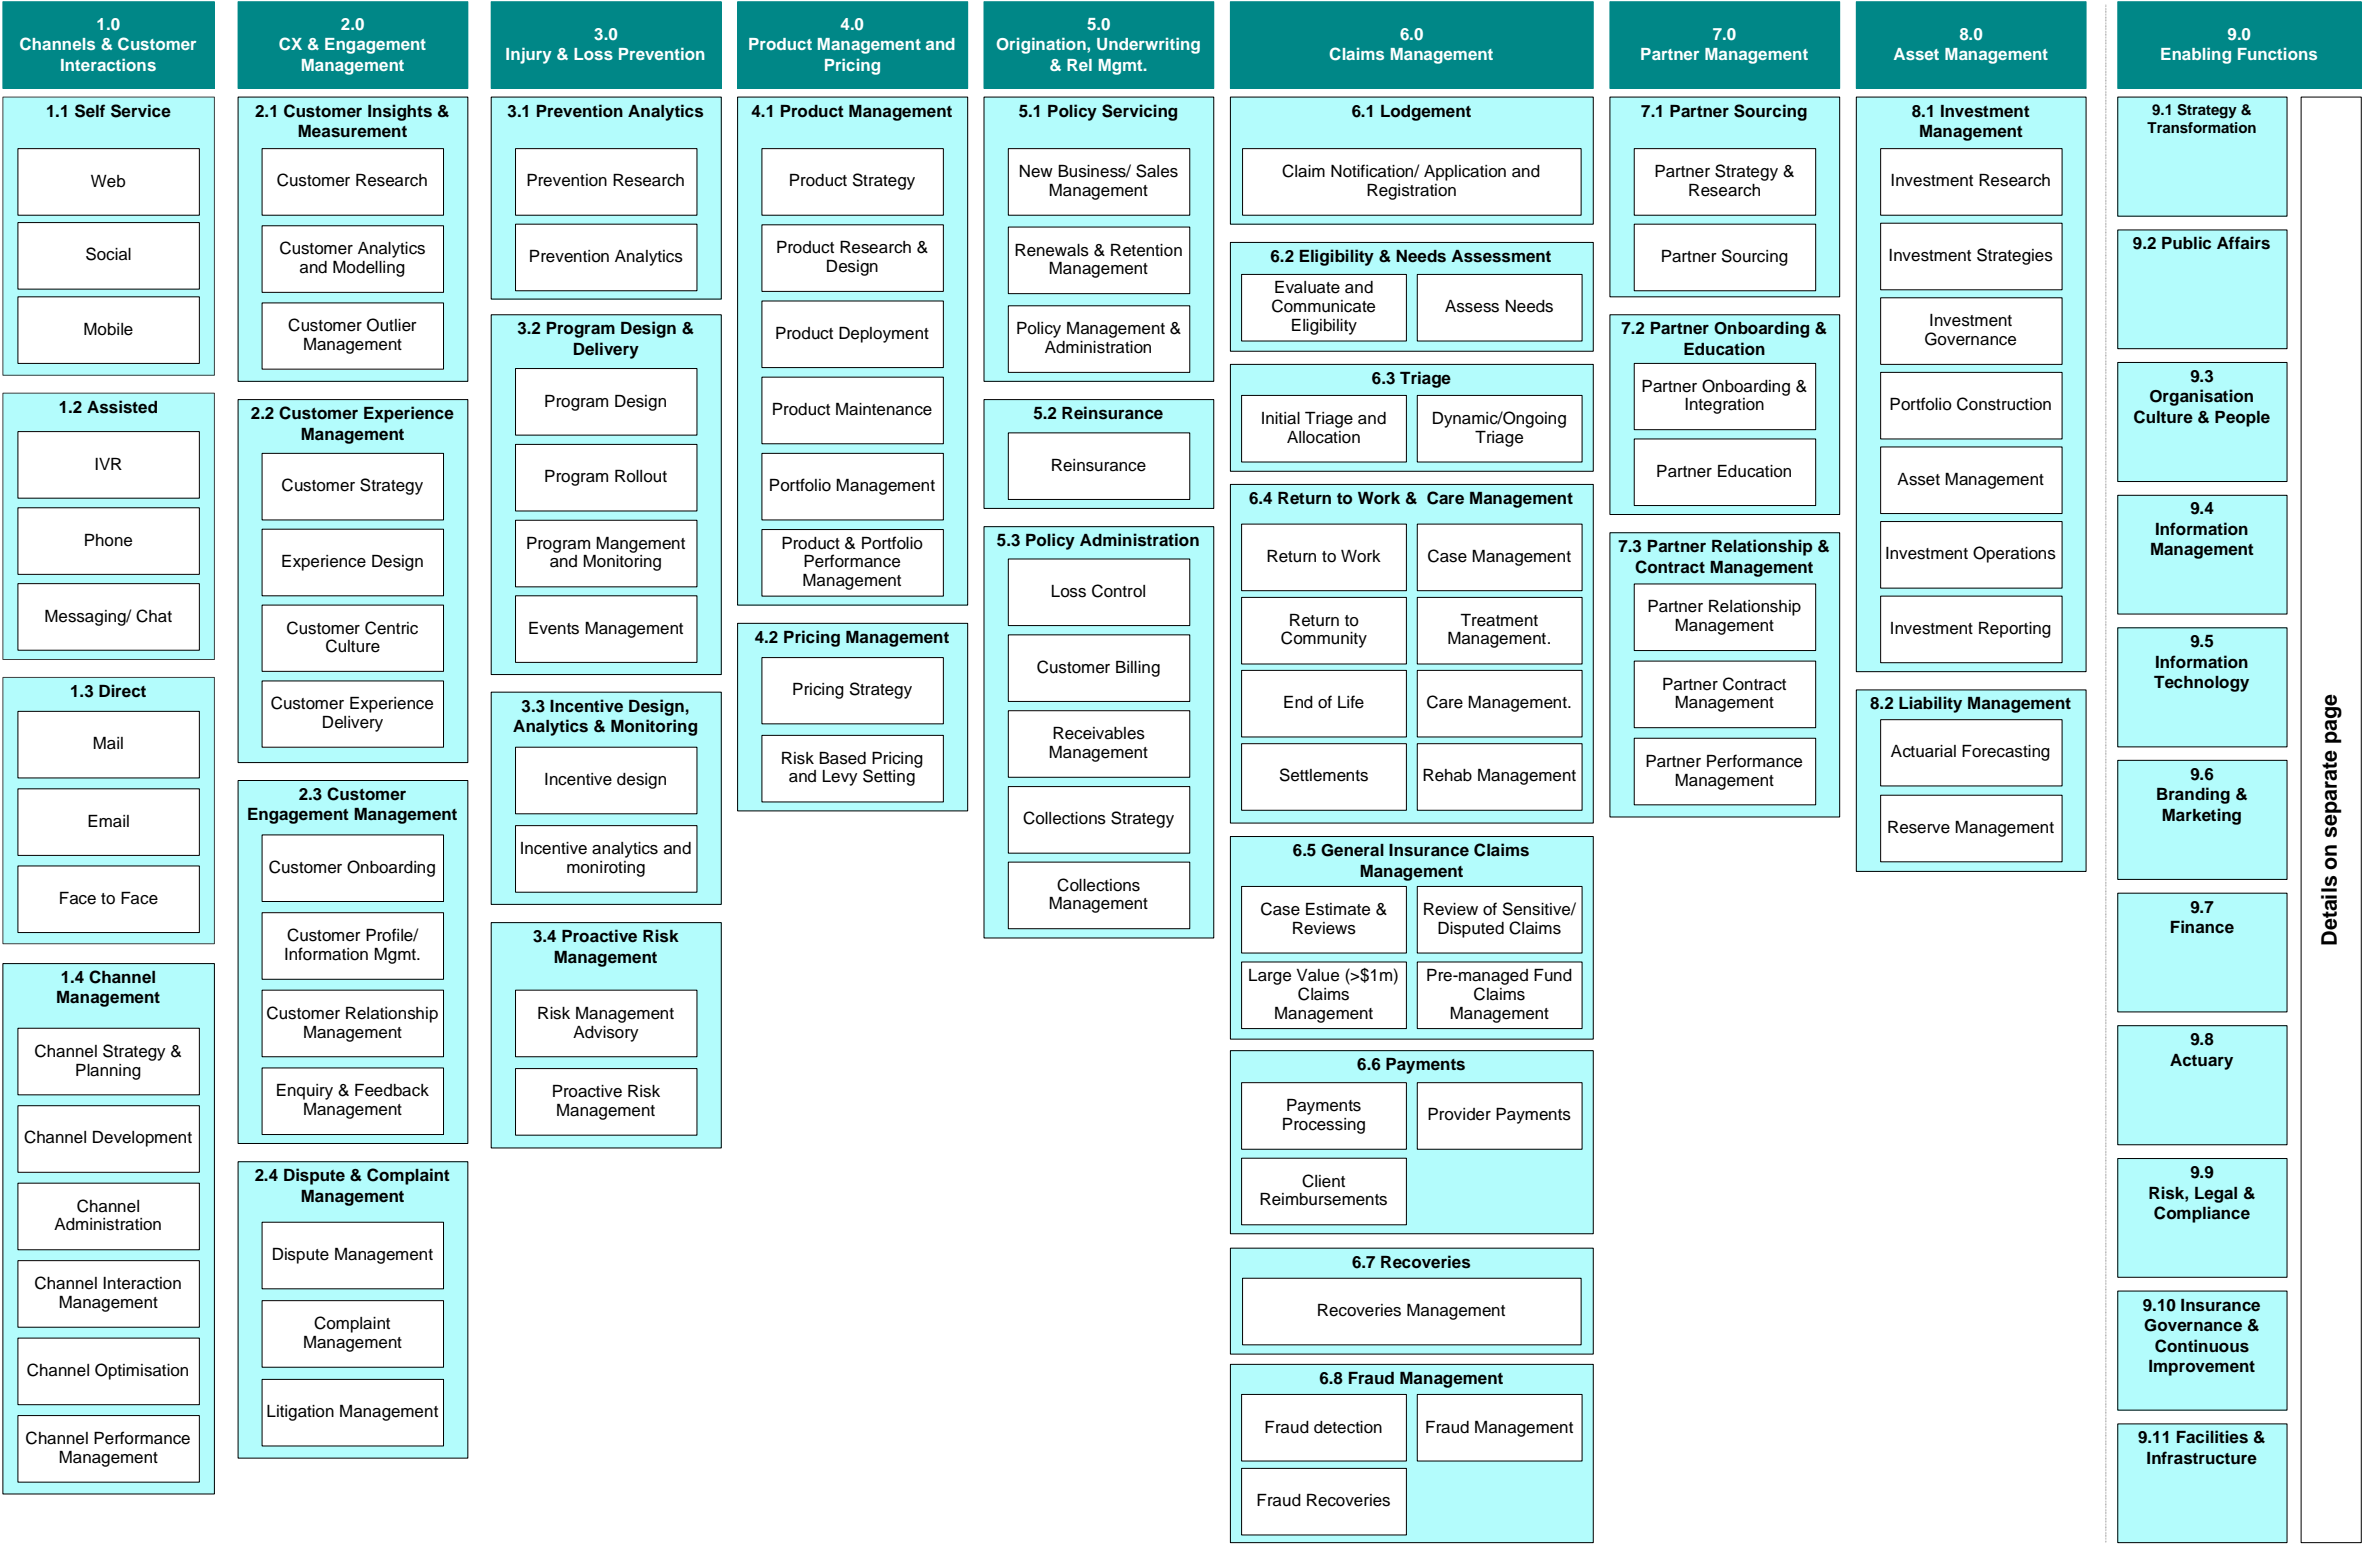 1.0
Channels & Customer
Interactions
1.1 Self Service
Web
Social
Mobile
1.2 Assisted
IVR
Phone
Messaging/ Chat
1.3 Direct
Mail
Email
Face to Face
1.4 Channel
Management
Channel Strategy &
Planning
Channel Development
Channel
Administration
Channel Interaction
Management
Channel Optimisation
Channel Performance
Management
2.0
CX & Engagement
Management
2.1 Customer Insights &
Measurement
Customer Research
Customer Analytics
and Modelling
Customer Outlier
Management
2.2 Customer Experience
Management
Customer Strategy
Experience Design
Customer Centric
Culture
Customer Experience
Delivery
2.3 Customer
Engagement Management
Customer Onboarding
Customer Profile/
Information Mgmt.
Customer Relationship
Management
Enquiry & Feedback
Management
2.4 Dispute & Complaint
Management
Dispute Management
Complaint
Management
Litigation Management
3.0
Injury & Loss Prevention
3.1 Prevention Analytics
Prevention Research
Prevention Analytics
3.2 Program Design &
Delivery
Program Design
Program Rollout
Program Mangement
and Monitoring
Events Management
3.3 Incentive Design,
Analytics & Monitoring
Incentive design
Incentive analytics and
moniroting
3.4 Proactive Risk
Management
Risk Management
Advisory
Proactive Risk
Management
4.0
Product Management and
Pricing
4.1 Product Management
Product Strategy
Product Research &
Design
Product Deployment
Product Maintenance
Portfolio Management
Product & Portfolio
Performance
Management
4.2 Pricing Management
Pricing Strategy
Risk Based Pricing
and Levy Setting
5.0
Origination, Underwriting
& Rel Mgmt.
5.1 Policy Servicing
New Business/ Sales
Management
Renewals & Retention
Management
Policy Management &
Administration
5.2 Reinsurance
Reinsurance
5.3 Policy Administration
Loss Control
Customer Billing
Receivables
Management
Collections Strategy
Collections
Management
6.0
Claims Management
6.1 Lodgement
Claim Notification/ Application and
Registration
6.2 Eligibility & Needs Assessment
Evaluate and
Communicate
Eligibility
Assess Needs
6.3 Triage
Initial Triage and
Allocation
Dynamic/Ongoing
Triage
6.4 Return to Work &  Care Management
Return to Work
Case Management
Return to
Community
Treatment
Management.
End of Life
Care Management.
Settlements
Rehab Management
6.5 General Insurance Claims
Management
Case Estimate &
Reviews
Review of Sensitive/
Disputed Claims
Large Value (>$1m)
Claims
Management
Pre-managed Fund
Claims
Management
6.6 Payments
Payments
Processing
Provider Payments
Client
Reimbursements
6.7 Recoveries
Recoveries Management
6.8 Fraud Management
Fraud detection
Fraud Management
Fraud Recoveries
7.0
Partner Management
7.1 Partner Sourcing
Partner Strategy &
Research
Partner Sourcing
7.2 Partner Onboarding &
Education
Partner Onboarding &
Integration
Partner Education
7.3 Partner Relationship &
Contract Management
Partner Relationship
Management
Partner Contract
Management
Partner Performance
Management
8.0
Asset Management
8.1 Investment
Management
Investment Research
Investment Strategies
Investment
Governance
Portfolio Construction
Asset Management
Investment Operations
Investment Reporting
8.2 Liability Management
Actuarial Forecasting
Reserve Management
9.0
Enabling Functions
9.1 Strategy &
Transformation
9.2 Public Affairs
9.3
Organisation
Culture & People
9.4
Information
Management
9.5
Information
Technology
9.6
Branding &
Marketing
9.7
Finance
9.8
Actuary
9.9
Risk, Legal &
Compliance
9.10 Insurance
Governance &
Continuous
Improvement
9.11 Facilities &
Infrastructure
Details on separate page